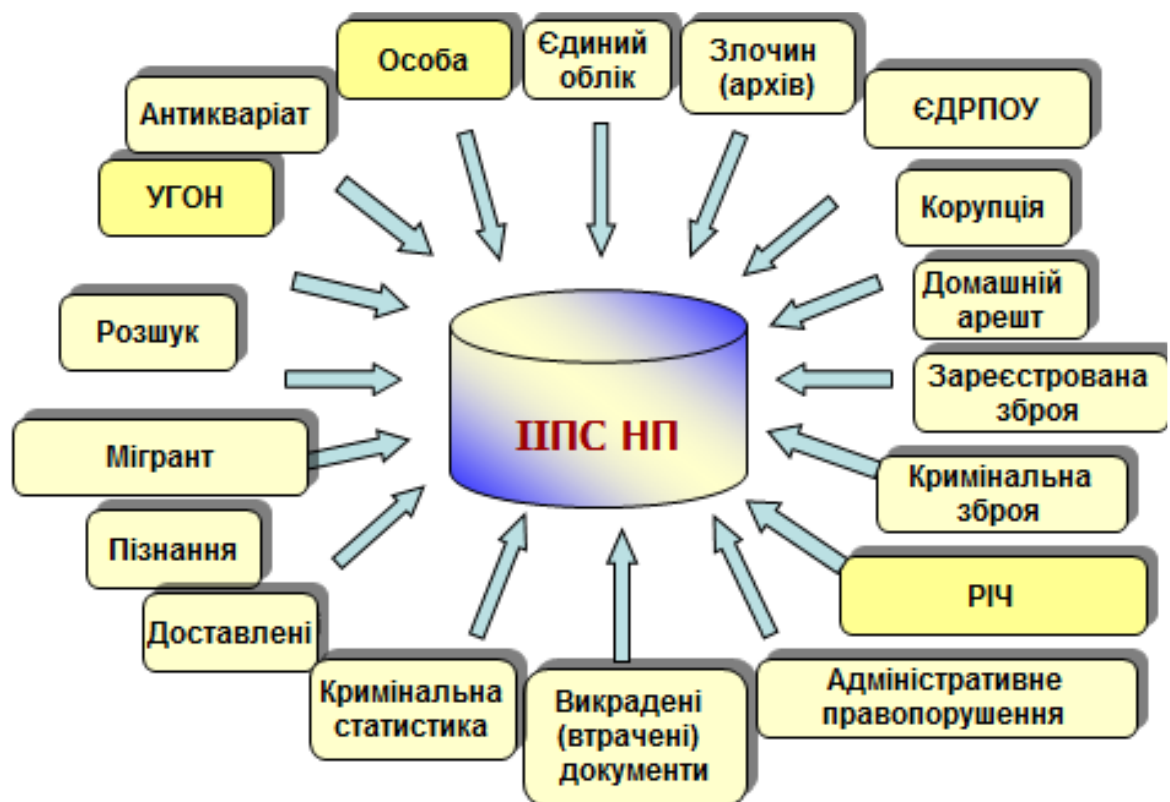 Особа
Єдиний
облік
Злочин
(архів)
ЄДРПОУ
Антикваріат
УГОН
Корупція
Домашній
арешт
Розшук
Зареєстрована
зброя
ІІПС НП
Мігрант
Кримінальна
зброя
Пізнання
РІЧ
Доставлені
Кримінальна
статистика
Викрадені
(втрачені)
документи
Адміністративне
правопорушення